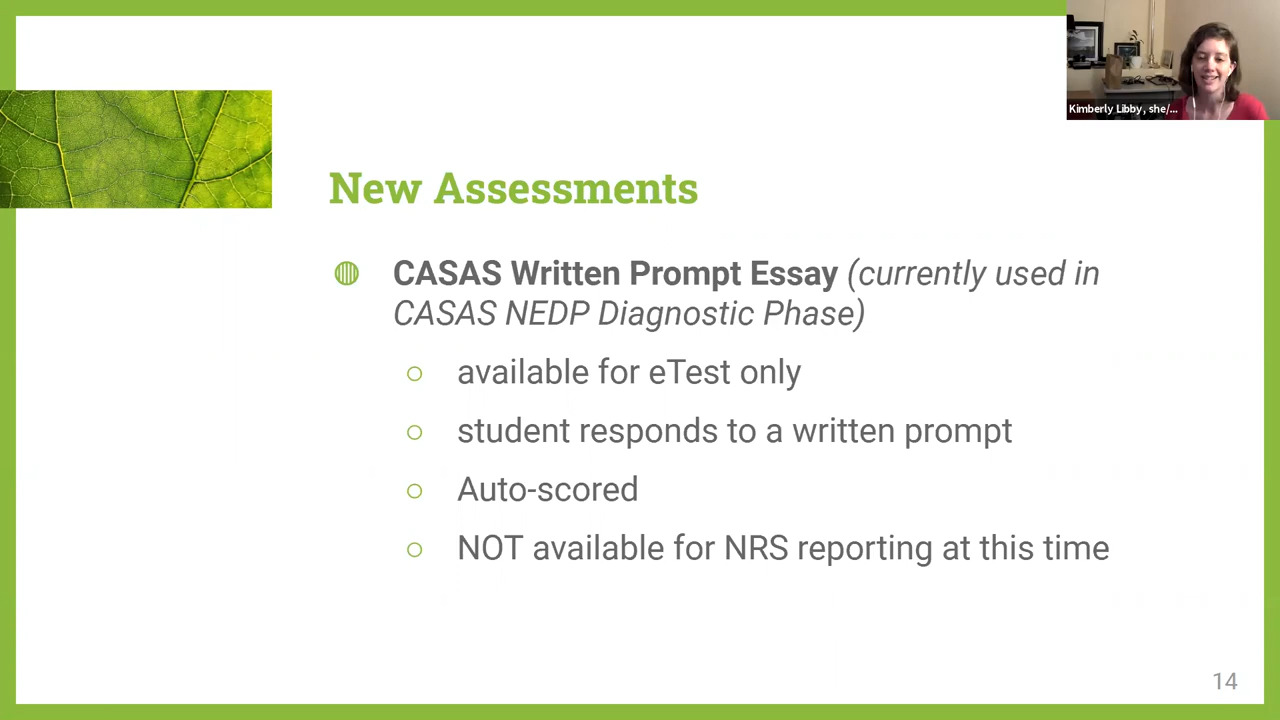 Kimberly Libby, she/...
New Assessments
CASAS Written Prompt Essay (currently used in
CASAS NEDP Diagnostic Phase)
available for eTest only
student responds to a written prompt
Auto-scored
NOT available for NRS reporting at this time
14